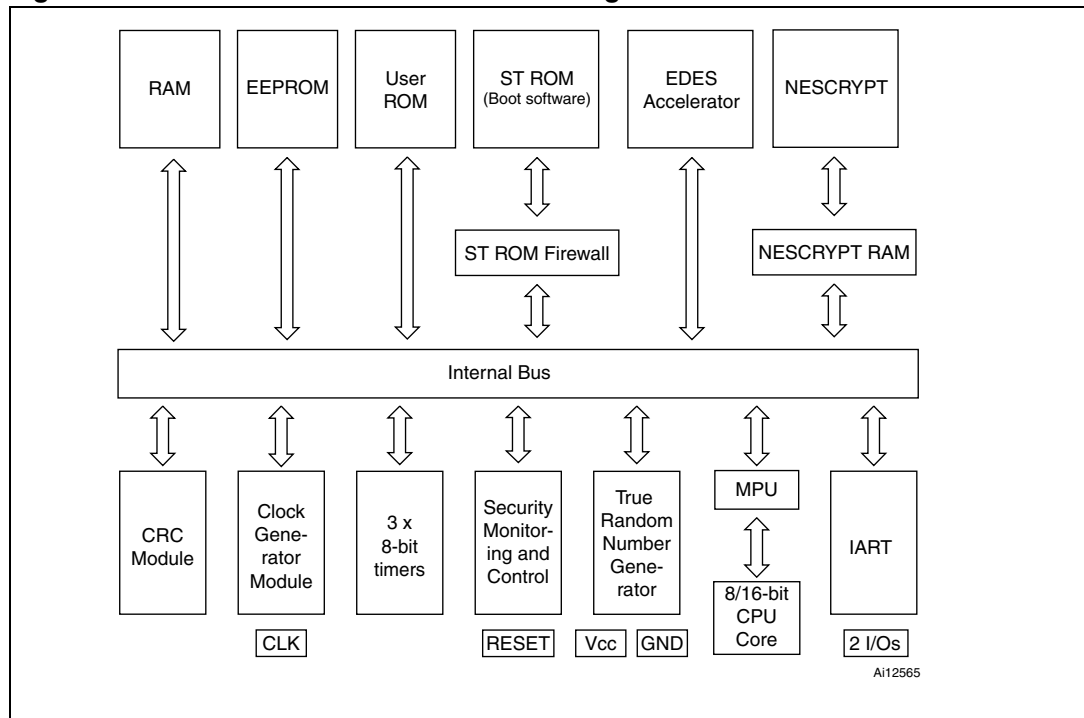 RAM
EEPROM
User
ROM
ST ROM
(Boot software)
EDES
Accelerator
NESCRYPT
ST ROM Firewall
NESCRYPT RAM
Internal Bus
CRC
Module
Clock
Gene-
rator
Module
3 x
8-bit
timers
Security
Monitor-
ing and
Control
True
Random
Number
Gene-
rator
MPU
8/16-bit
CPU
Core
IART
CLK
RESET
Vcc
GND
2 I/Os
Ai12565